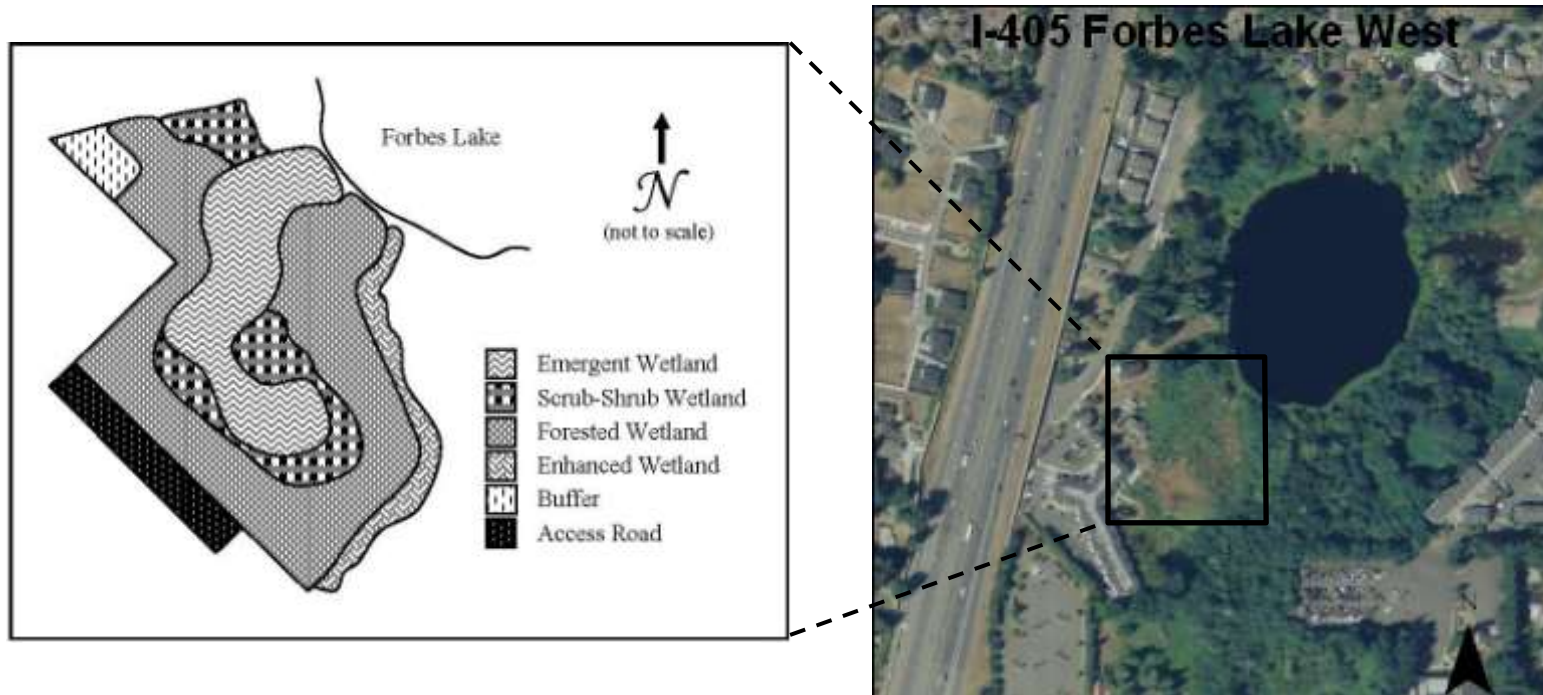 I-405 Forbes Lake West
Forbes Lake
N
(not to scale)
Emergent Wetland
Scrub-Shrub Wetland
Forested Wetland
Enhanced Wetland
Buffer
Access Road
N